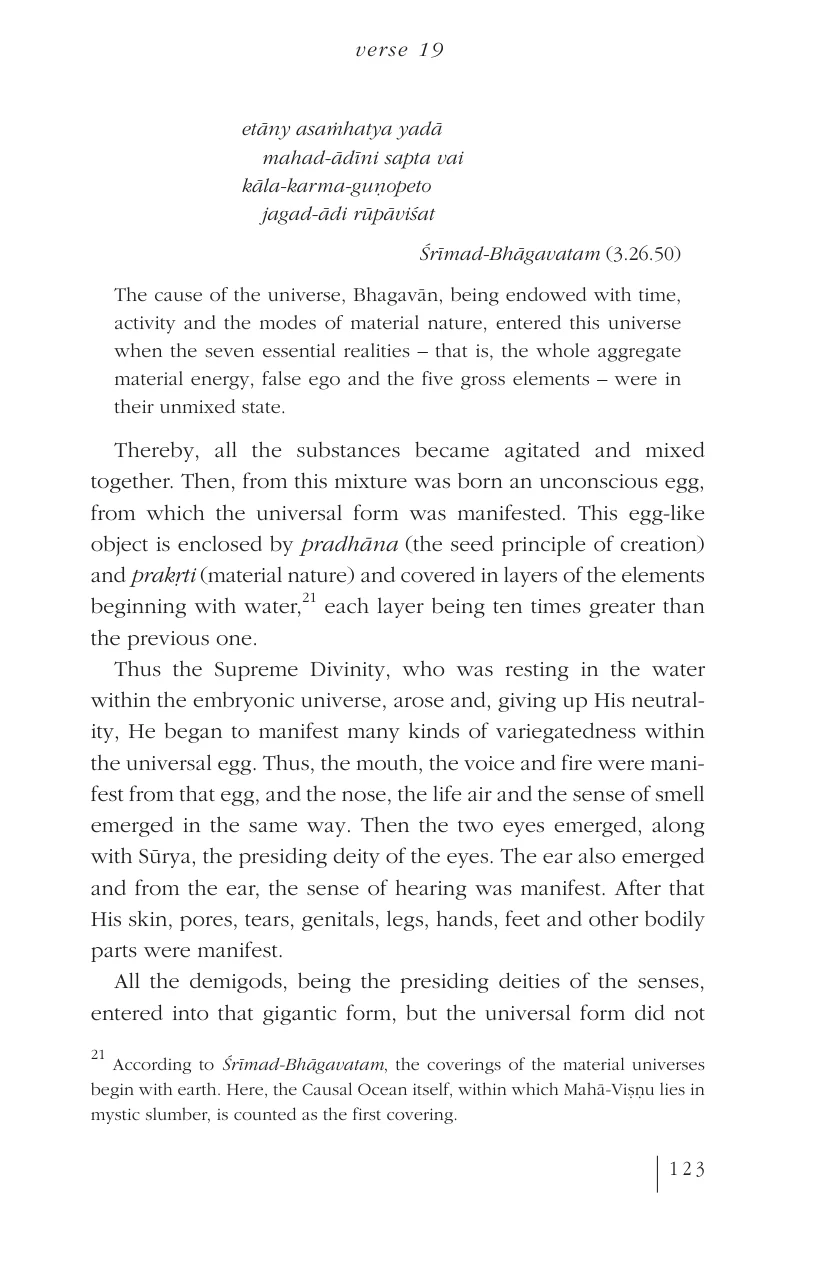 verse 19
etāny asaṁhatya yadā
mahad-ādīni sapta vai
kāla-karma-guṇopeto
jagad-ādi rūpāviśat
Śrīmad-Bhāgavatam (3.26.50)
The cause of the universe, Bhagavān, being endowed with time,
activity and the modes of material nature, entered this universe
when the seven essential realities – that is, the whole aggregate
material energy, false ego and the five gross elements – were in
their unmixed state.
Thereby, all the substances became agitated and mixed
together. Then, from this mixture was born an unconscious egg,
from which the universal form was manifested. This egg-like
object is enclosed by pradhāna (the seed principle of creation)
and prakṛti (material nature) and covered in layers of the elements
beginning with water,21 each layer being ten times greater than
the previous one.
Thus the Supreme Divinity, who was resting in the water
within the embryonic universe, arose and, giving up His neutral-
ity, He began to manifest many kinds of variegatedness within
the universal egg. Thus, the mouth, the voice and fire were mani-
fest from that egg, and the nose, the life air and the sense of smell
emerged in the same way. Then the two eyes emerged, along
with Sūrya, the presiding deity of the eyes. The ear also emerged
and from the ear, the sense of hearing was manifest. After that
His skin, pores, tears, genitals, legs, hands, feet and other bodily
parts were manifest.
All the demigods, being the presiding deities of the senses,
entered into that gigantic form, but the universal form did not
21 According to Śrīmad-Bhāgavatam, the coverings of the material universes
begin with earth. Here, the Causal Ocean itself, within which Mahā-Viṣṇu lies in
mystic slumber, is counted as the first covering.
123